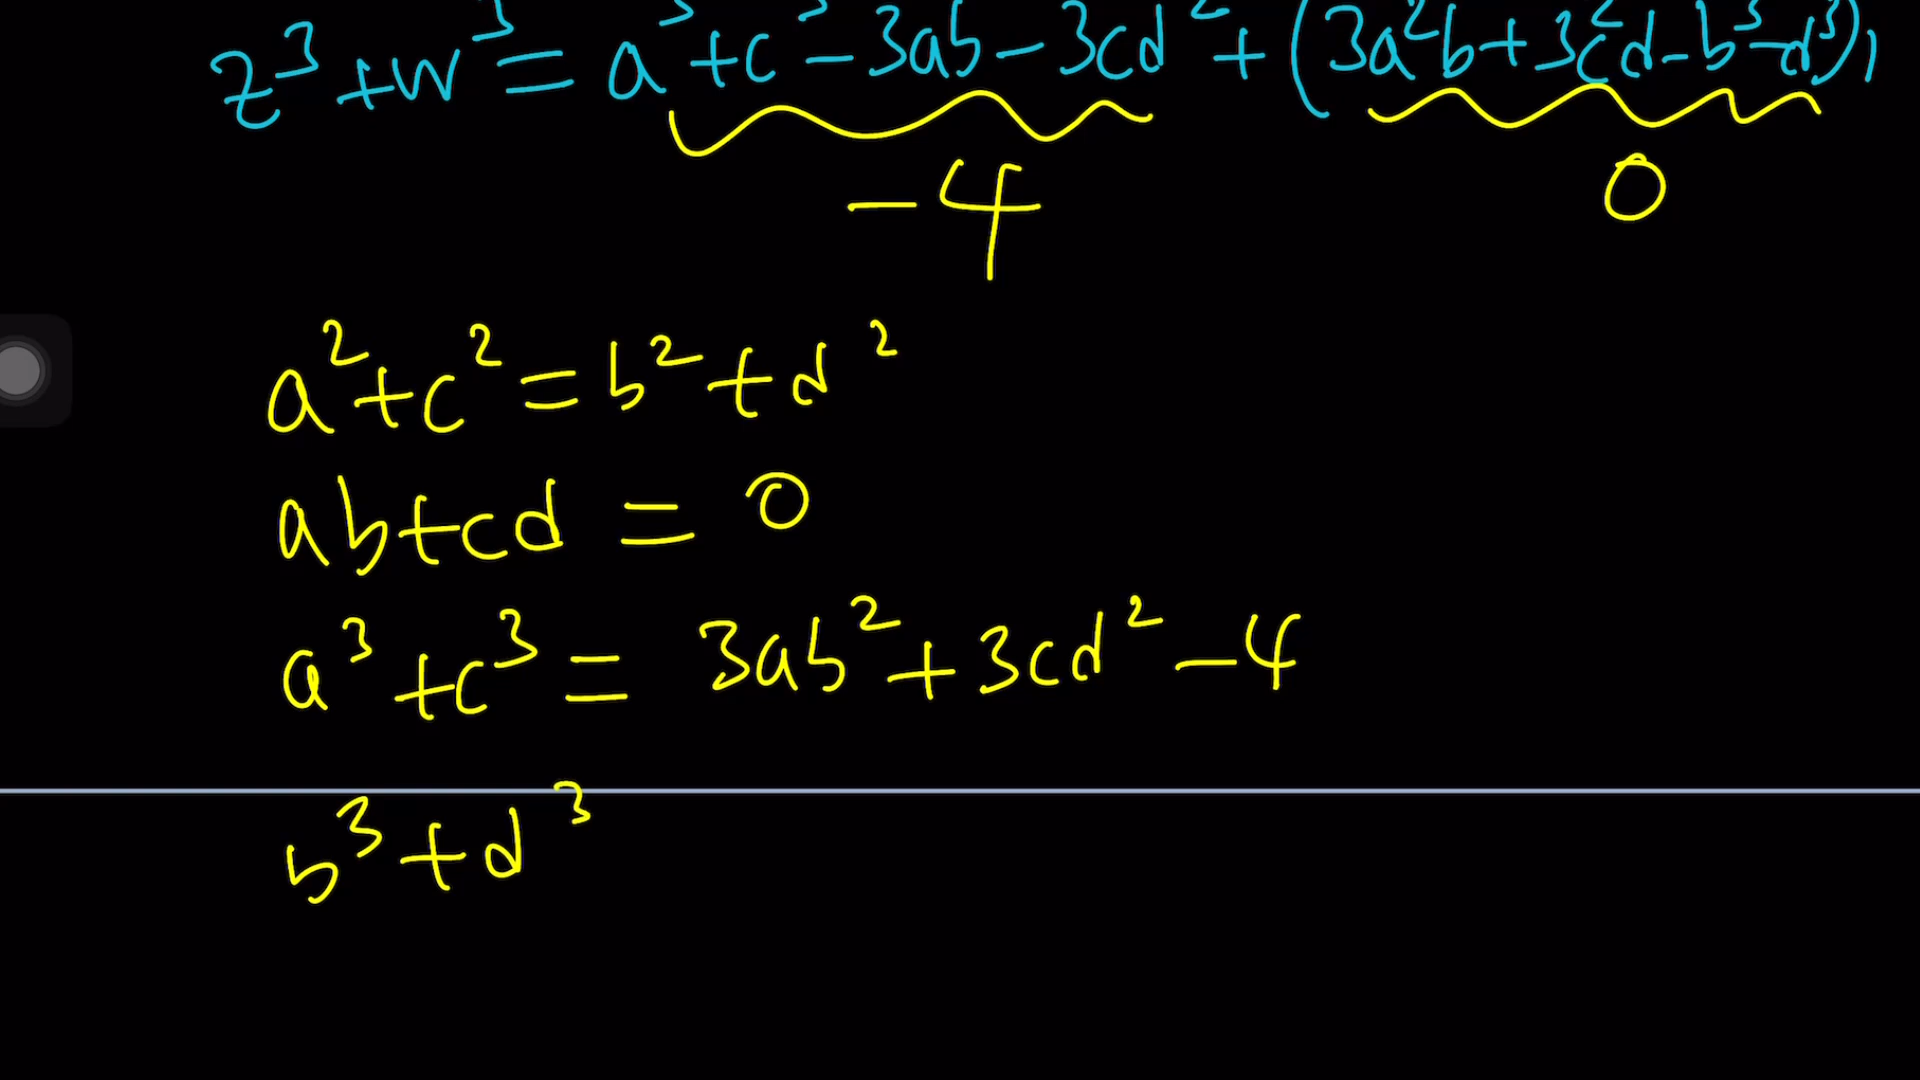 z³+w³ = a³+c³-3ab-3cd²+(3a²b+3c²d-b³-d³)i
-4 0
a²+c²=b²+d²
ab+cd = 0
a³+c³ = 3ab²+3cd²-4
b³+d³